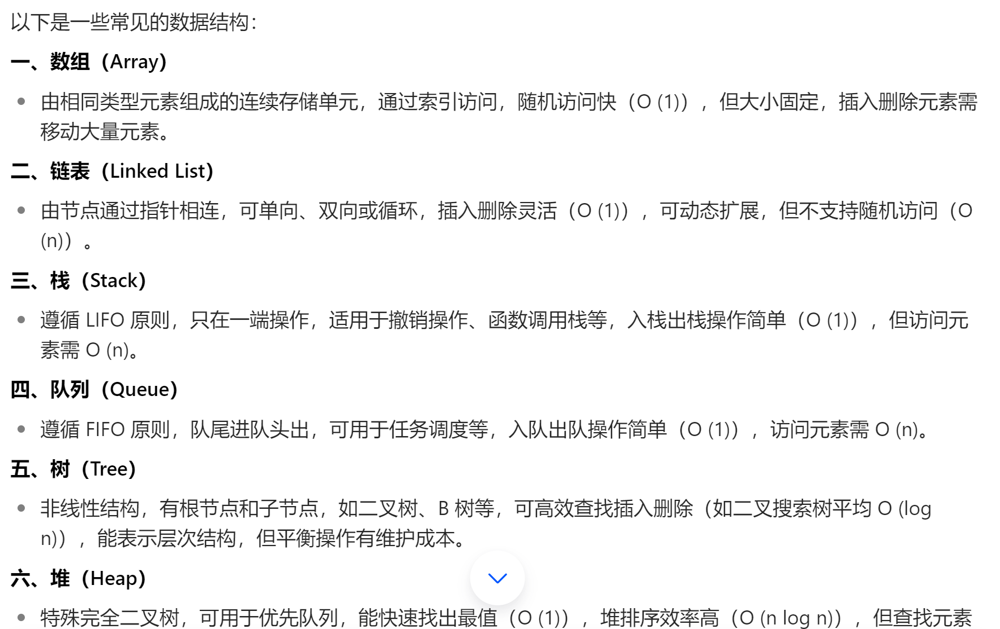 以下是一些常见的数据结构：
一、数组（Array）
由相同类型元素组成的连续存储单元，通过索引访问，随机访问快（O (1)），但大小固定，插入删除元素需
移动大量元素。
二、链表（Linked List）
由节点通过指针相连，可单向、双向或循环，插入删除灵活（O (1)），可动态扩展，但不支持随机访问（O
(n)）。
三、栈（Stack）
遵循 LIFO 原则，只在一端操作，适用于撤销操作、函数调用栈等，入栈出栈操作简单（O (1)），但访问元
素需 O (n)。
四、队列（Queue）
遵循 FIFO 原则，队尾进队头出，可用于任务调度等，入队出队操作简单（O (1)），访问元素需 O (n)。
五、树（Tree）
非线性结构，有根节点和子节点，如二叉树、B 树等，可高效查找插入删除（如二叉搜索树平均 O (log
n)），能表示层次结构，但平衡操作有维护成本。
六、堆（Heap）
特殊完全二叉树，可用于优先队列，能快速找出最值（O (1)），堆排序效率高（O (n log n)），但查找元素